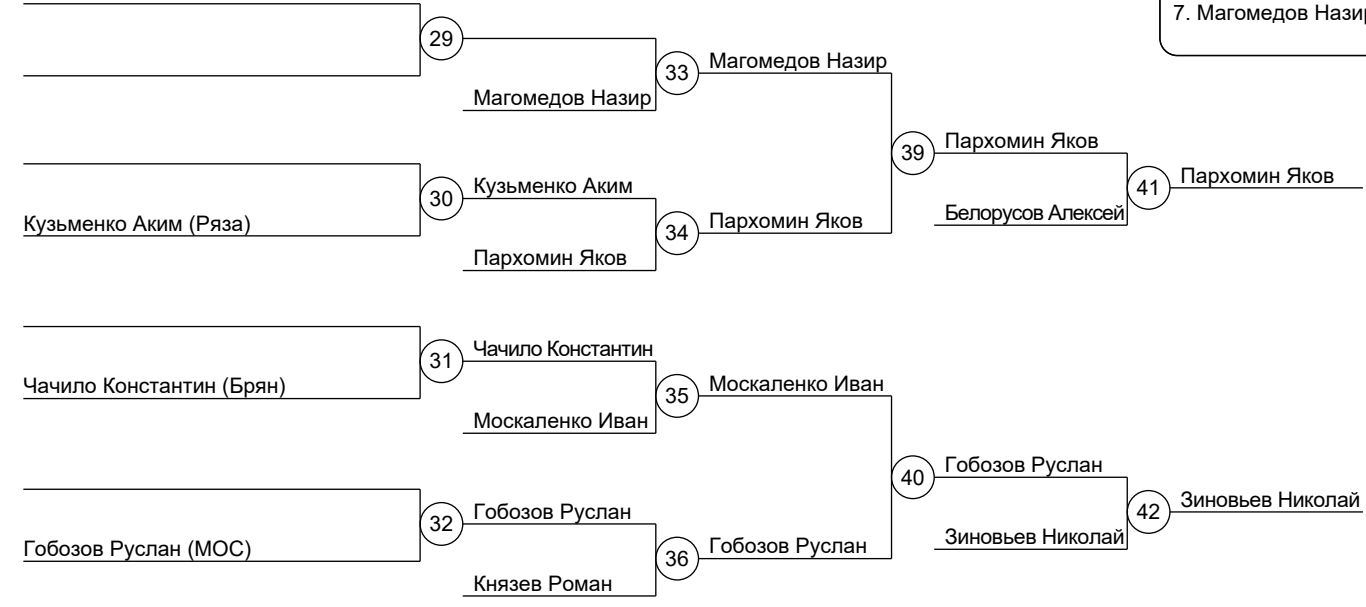 7. Магомедов Назир
29
Магомедов Назир
33
Магомедов Назир
Кузьменко Аким (Ряза)
30
Кузьменко Аким
Пархомин Яков
34
Пархомин Яков
39
Пархомин Яков
Белорусов Алексей
41
Пархомин Яков
Чачило Константин (Брян)
31
Чачило Константин
Москаленко Иван
35
Москаленко Иван
Гобозов Руслан (МОС)
32
Гобозов Руслан
Князев Роман
36
Гобозов Руслан
40
Гобозов Руслан
Зиновьев Николай
42
Зиновьев Николай